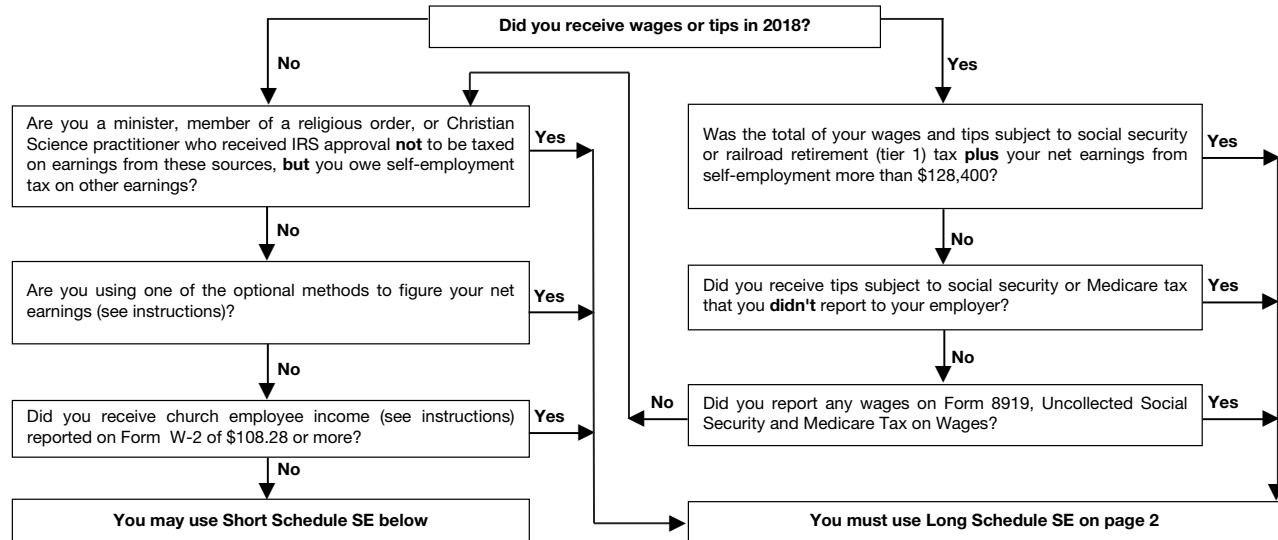 Did you receive wages or tips in 2018?
No
Yes
Are you a minister, member of a religious order, or Christian
Science practitioner who received IRS approval not to be taxed
on earnings from these sources, but you owe self-employment
tax on other earnings?
Yes
No
Are you using one of the optional methods to figure your net
earnings (see instructions)?
Yes
No
Did you receive church employee income (see instructions)
reported on Form W-2 of $108.28 or more?
Yes
No
You may use Short Schedule SE below
Was the total of your wages and tips subject to social security
or railroad retirement (tier 1) tax plus your net earnings from
self-employment more than $128,400?
Yes
No
Did you receive tips subject to social security or Medicare tax
that you didn't report to your employer?
Yes
No
No
Did you report any wages on Form 8919, Uncollected Social
Security and Medicare Tax on Wages?
Yes
You must use Long Schedule SE on page 2